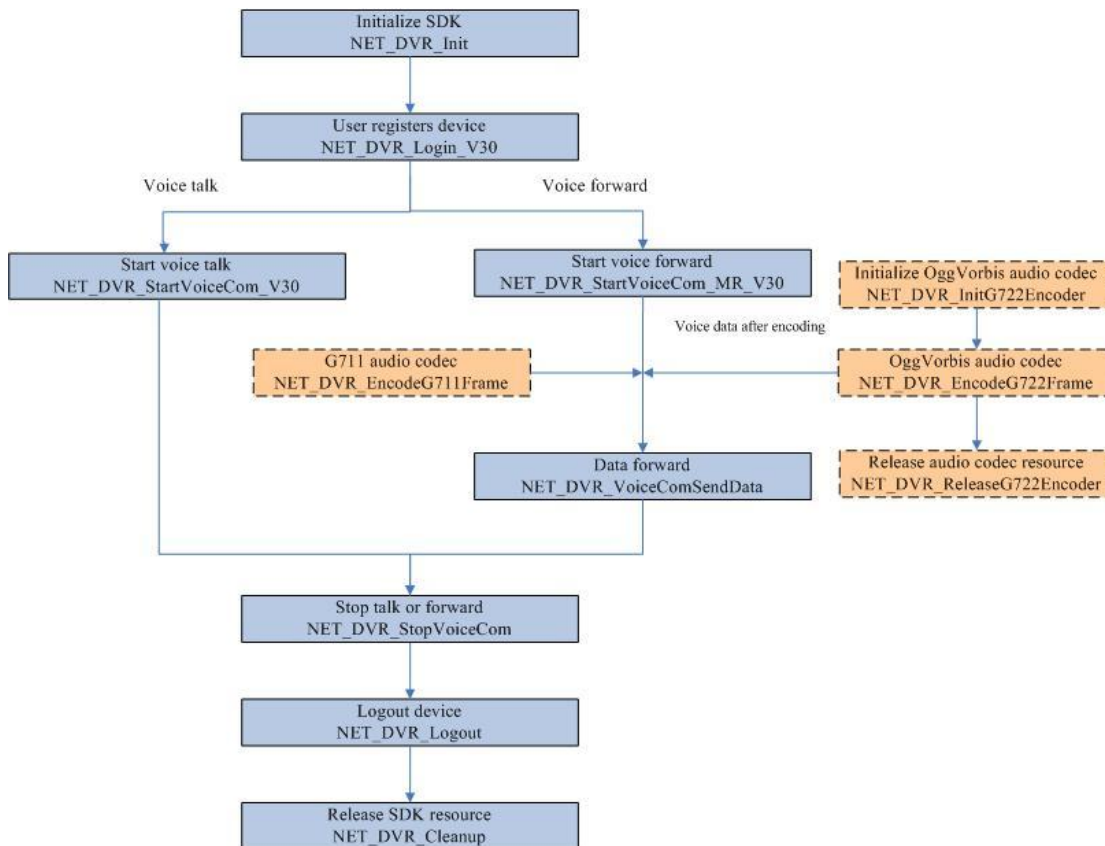 Initialize SDK
NET_DVR_Init
User registers device
NET_DVR_Login_V30
Voice talk
Voice forward
Start voice talk
NET_DVR_StartVoiceCom_V30
Start voice forward
NET_DVR_StartVoiceCom_MR_V30
Initialize OggVorbis audio codec
NET_DVR_InitG722Encoder
Voice data after encoding
G711 audio codec
NET_DVR_EncodeG711Frame
OggVorbis audio codec
NET_DVR_EncodeG722Frame
Data forward
NET_DVR_VoiceComSendData
Release audio codec resource
NET_DVR_ReleaseG722Encoder
Stop talk or forward
NET_DVR_StopVoiceCom
Logout device
NET_DVR_Logout
Release SDK resource
NET_DVR_Cleanup